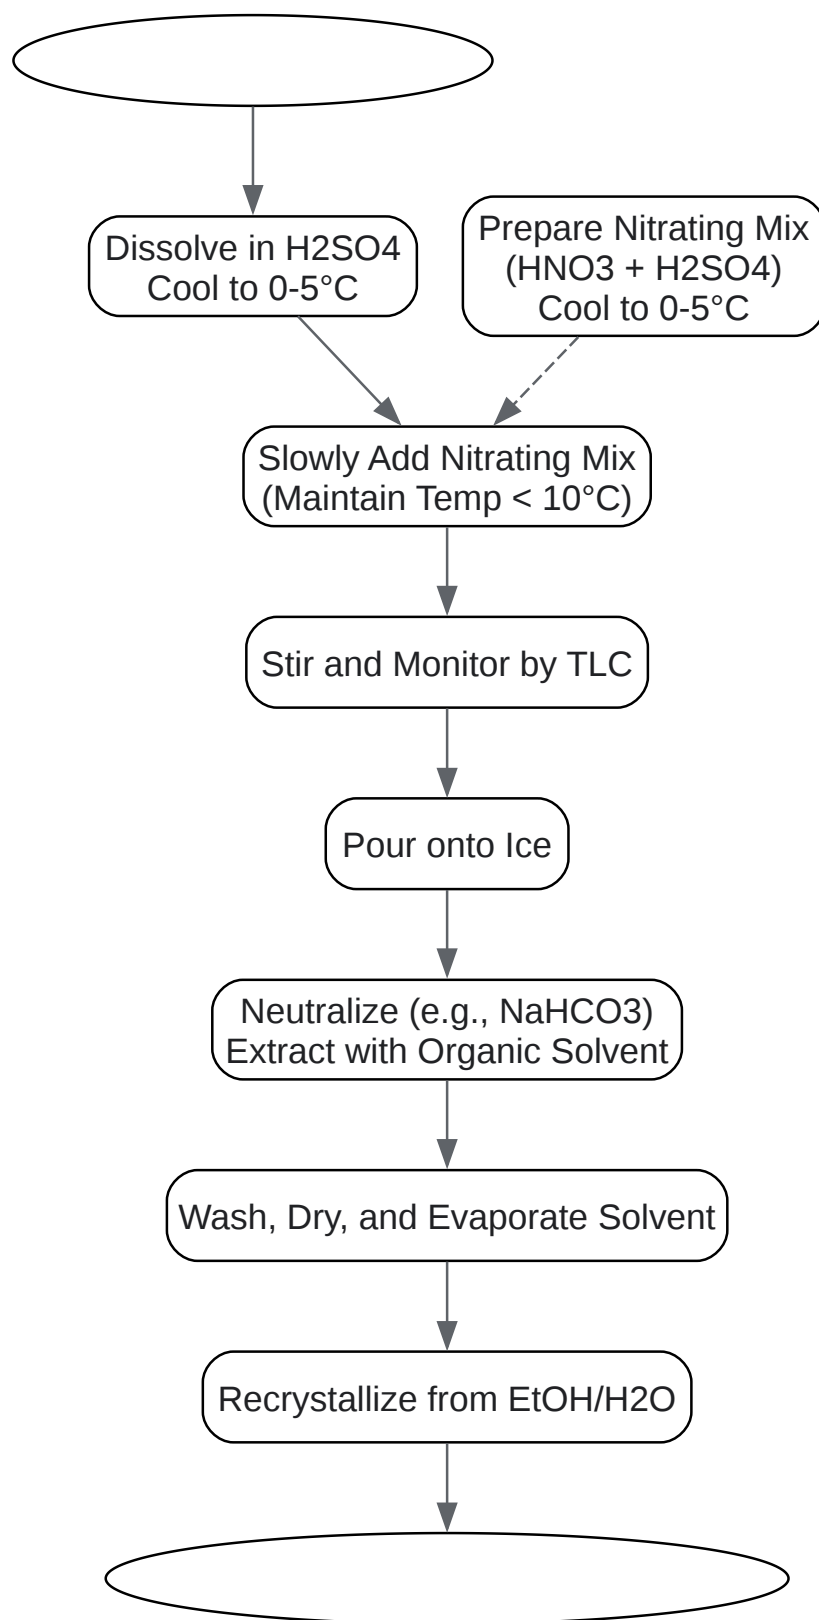 Dissolve in H2SO4
Cool to 0-5°C
Prepare Nitrating Mix
(HNO3 + H2SO4)
Cool to 0-5°C
Slowly Add Nitrating Mix
(Maintain Temp < 10°C)
Stir and Monitor by TLC
Pour onto Ice
Neutralize (e.g., NaHCO3)
Extract with Organic Solvent
Wash, Dry, and Evaporate Solvent
Recrystallize from EtOH/H2O